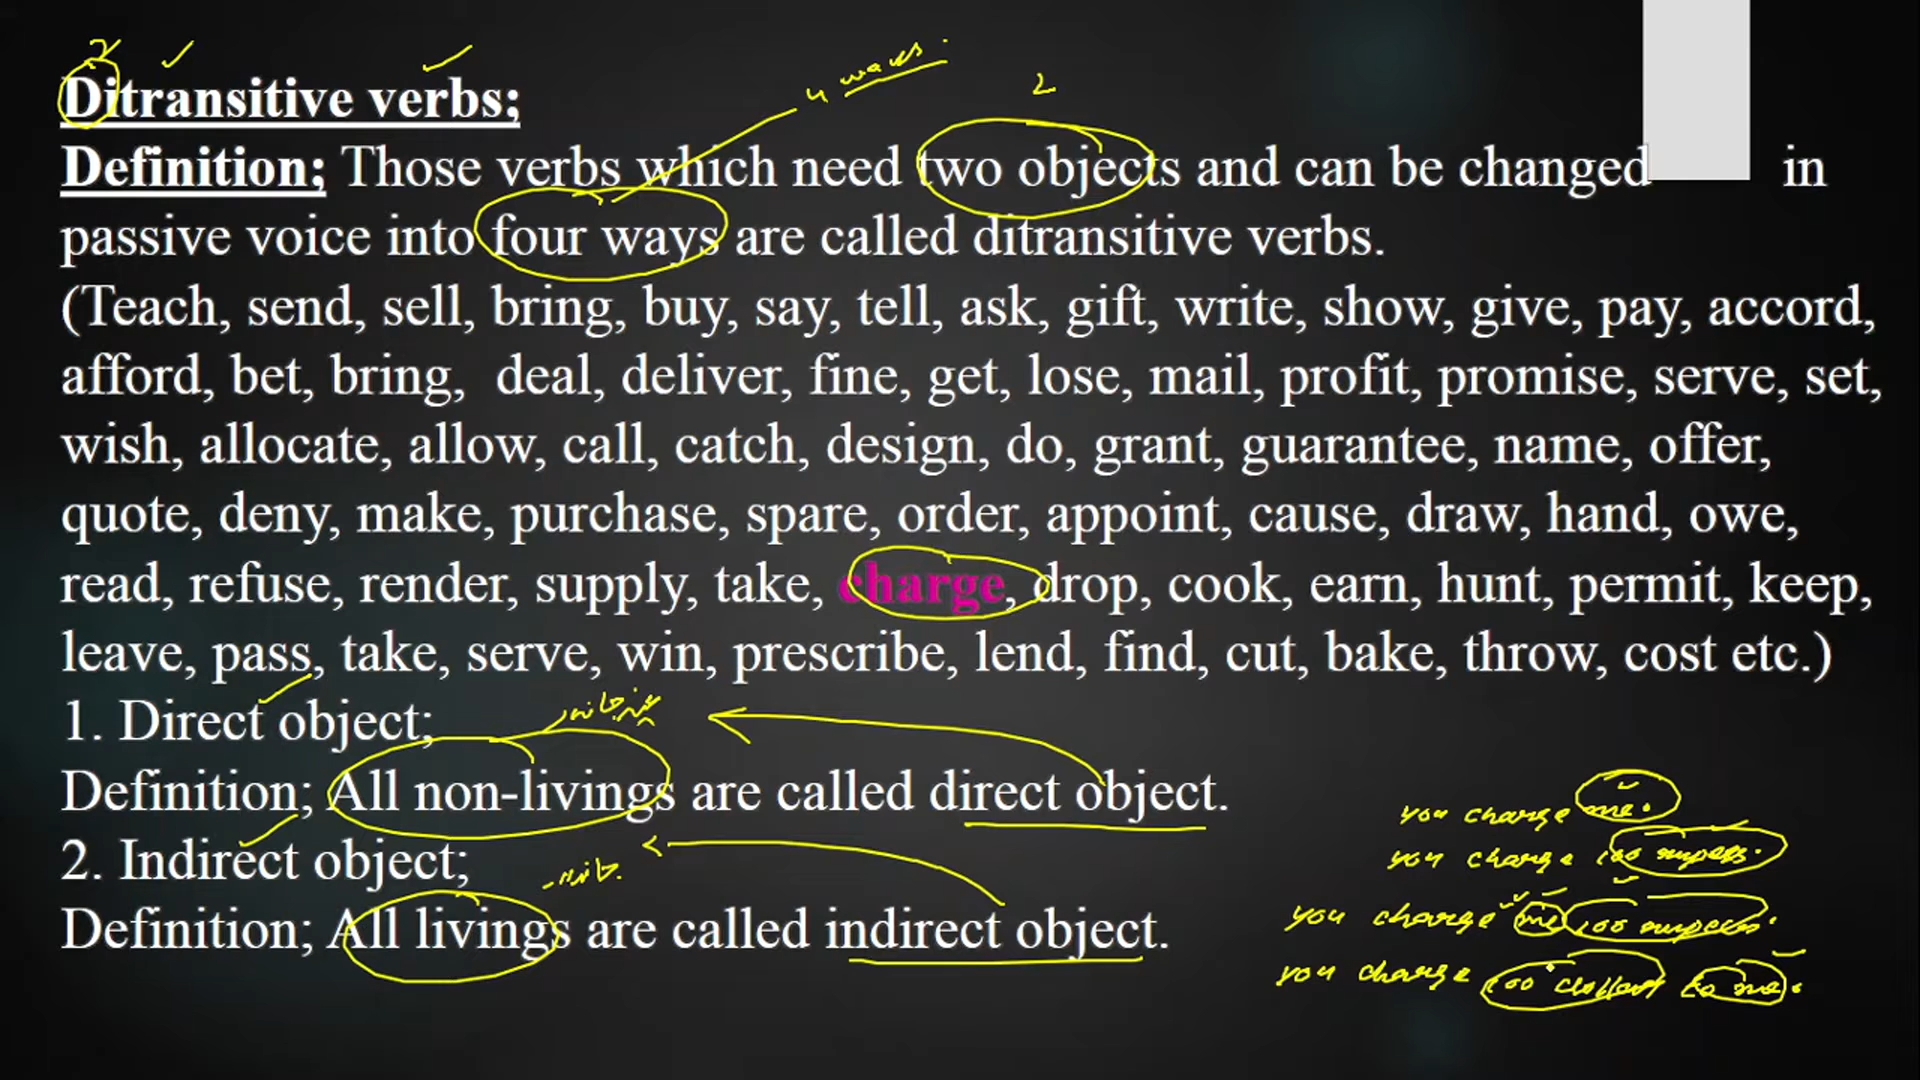 2
Ditransitive verbs;
4 ways.
2
Definition; Those verbs which need two objects and can be changed in
passive voice into four ways are called ditransitive verbs.
(Teach, send, sell, bring, buy, say, tell, ask, gift, write, show, give, pay, accord,
afford, bet, bring, deal, deliver, fine, get, lose, mail, profit, promise, serve, set,
wish, allocate, allow, call, catch, design, do, grant, guarantee, name, offer,
quote, deny, make, purchase, spare, order, appoint, cause, draw, hand, owe,
read, refuse, render, supply, take, charge, drop, cook, earn, hunt, permit, keep,
leave, pass, take, serve, win, prescribe, lend, find, cut, bake, throw, cost etc.)
1. Direct object;
Definition; All non-livings are called direct object.
2. Indirect object;
Definition; All livings are called indirect object.
you charge me.
you charge 100 rupees.
you charge me 100 rupees.
you charge 100 to me.